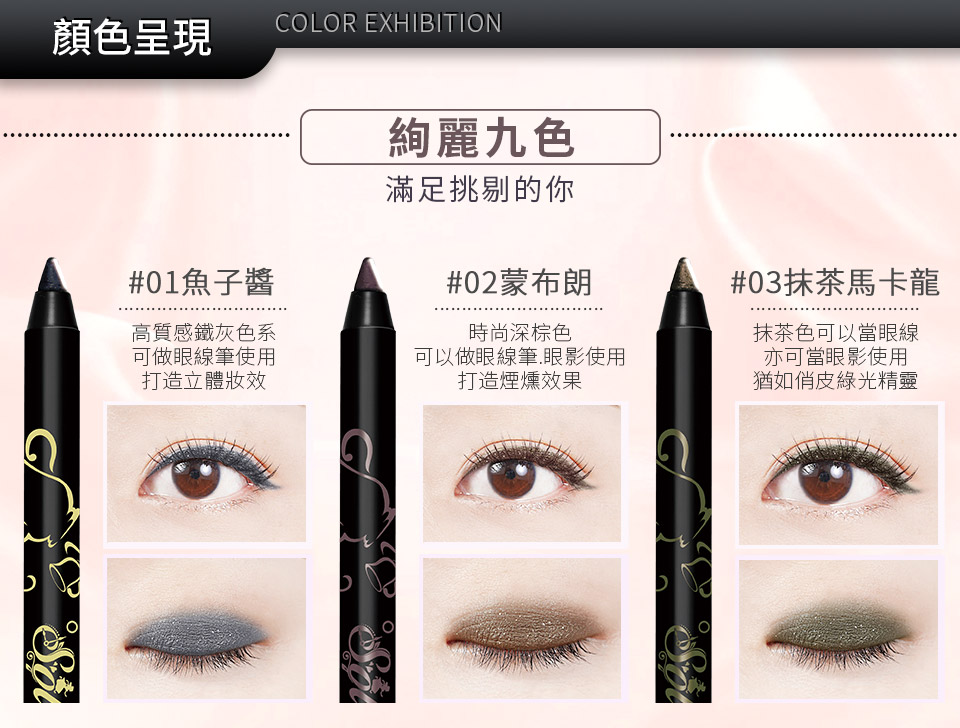 顏色呈現
COLOR EXHIBITION
絢麗九色
滿足挑剔的你
#01魚子醬
高質感鐵灰色系
可做眼線筆使用
打造立體妝效
#02蒙布朗
時尚深棕色
可以做眼線筆.眼影使用
打造煙燻效果
#03抹茶馬卡龍
抹茶色可以當眼線
亦可當眼影使用
猶如俏皮綠光精靈